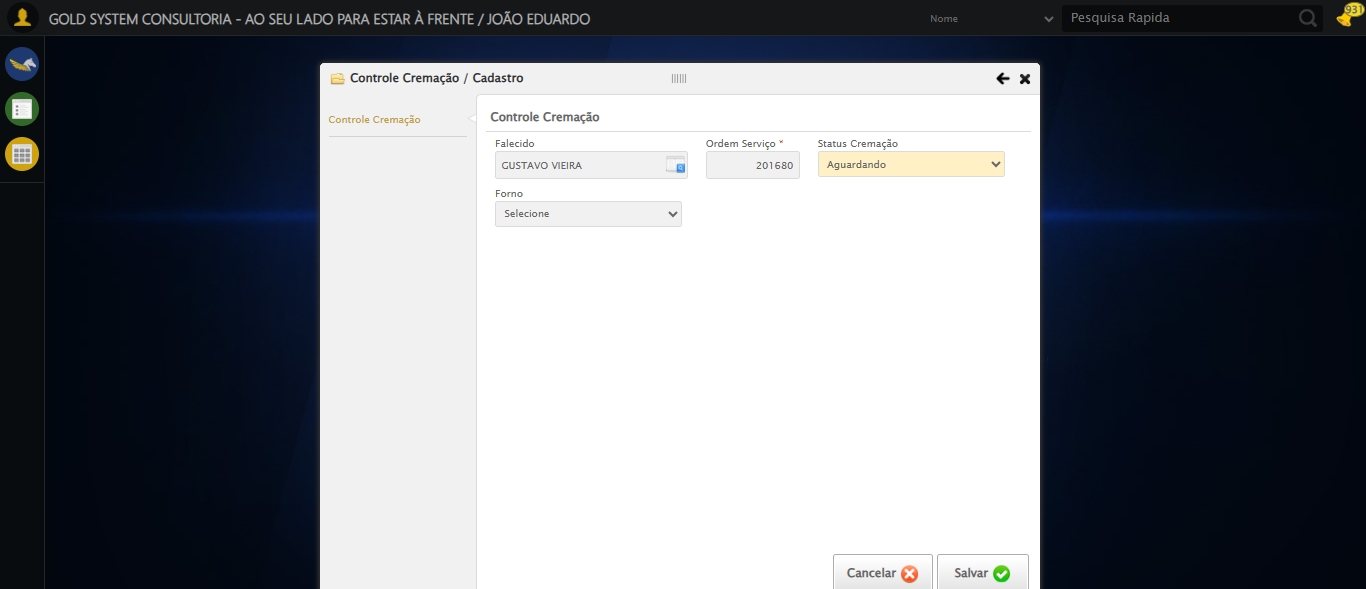 GOLD SYSTEM CONSULTORIA - AO SEU LADO PARA ESTAR À FRENTE / JOÃO EDUARDO
Nome
Pesquisa Rapida
931
Controle Cremação / Cadastro
Controle Cremação
Controle Cremação
Falecido
Ordem Serviço *
Status Cremação
GUSTAVO VIEIRA
201680
Aguardando
Forno
Selecione
Cancelar
Salvar